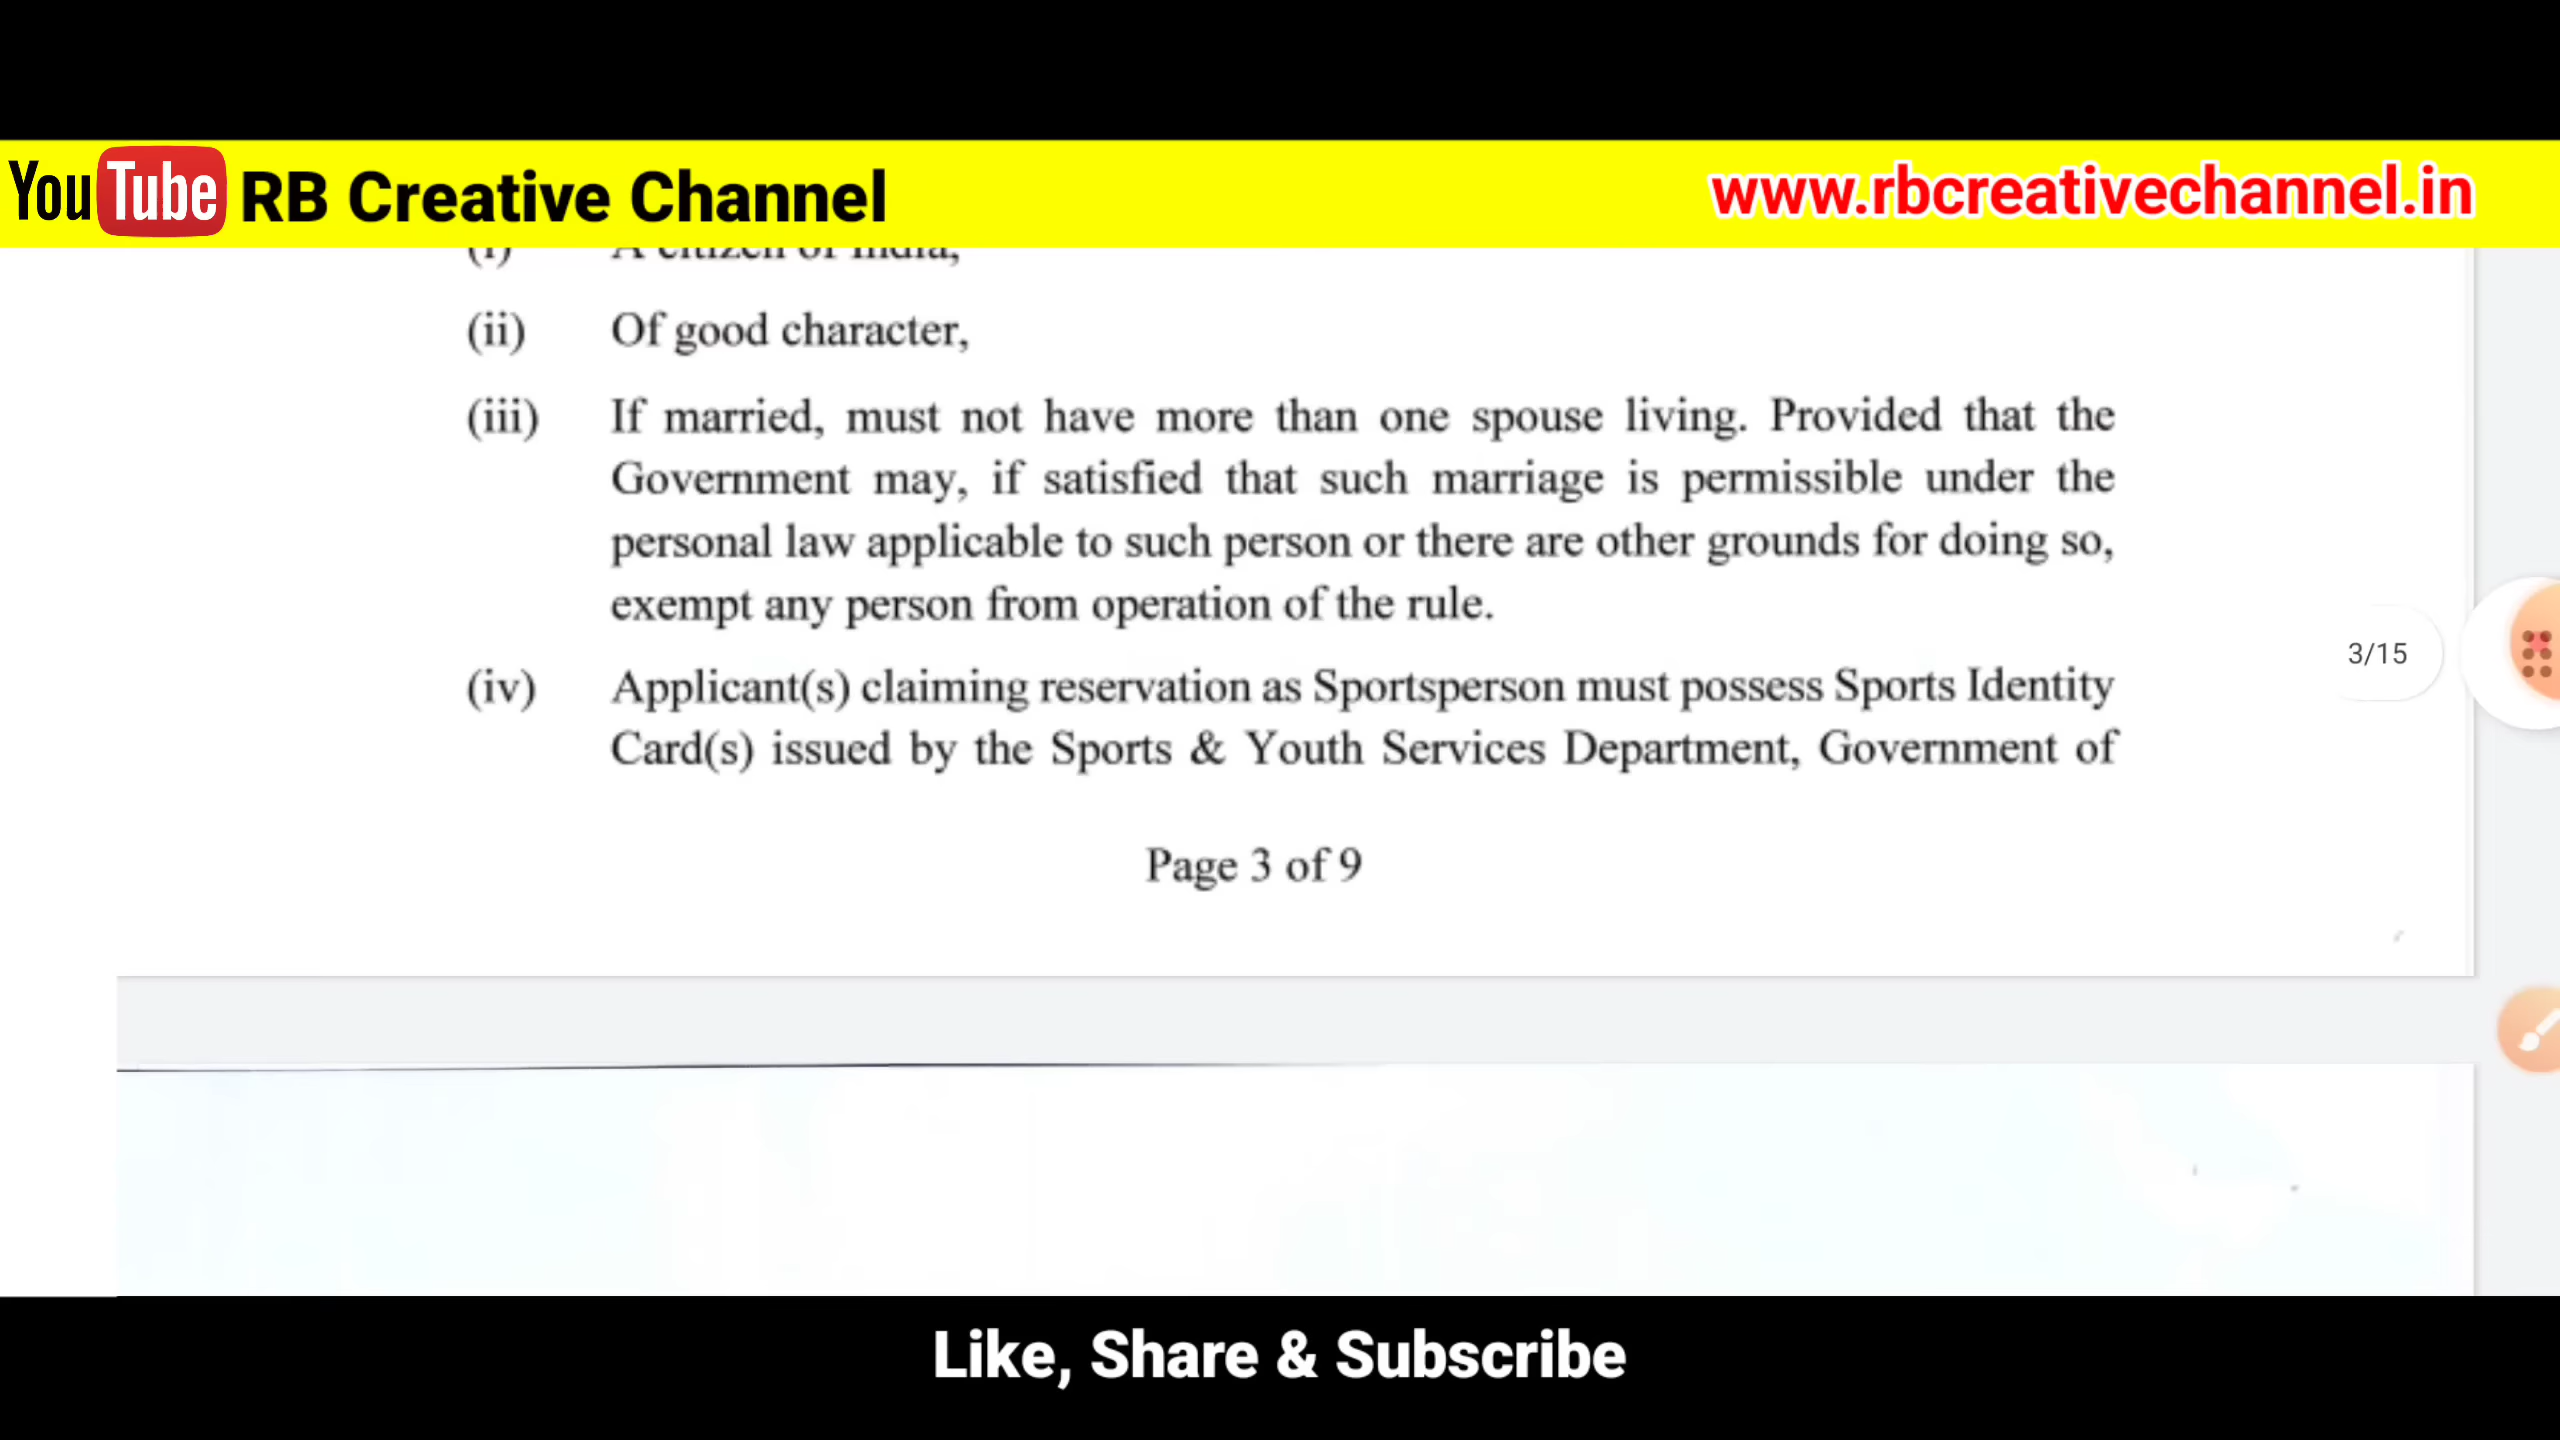 YouTube RB Creative Channel www.rbcreativechannel.in
(i) A citizen of India,
(ii) Of good character,
(iii) If married, must not have more than one spouse living. Provided that the
Government may, if satisfied that such marriage is permissible under the
personal law applicable to such person or there are other grounds for doing so,
exempt any person from operation of the rule.
3/15
(iv) Applicant(s) claiming reservation as Sportsperson must possess Sports Identity
Card(s) issued by the Sports & Youth Services Department, Government of
Page 3 of 9
Like, Share & Subscribe